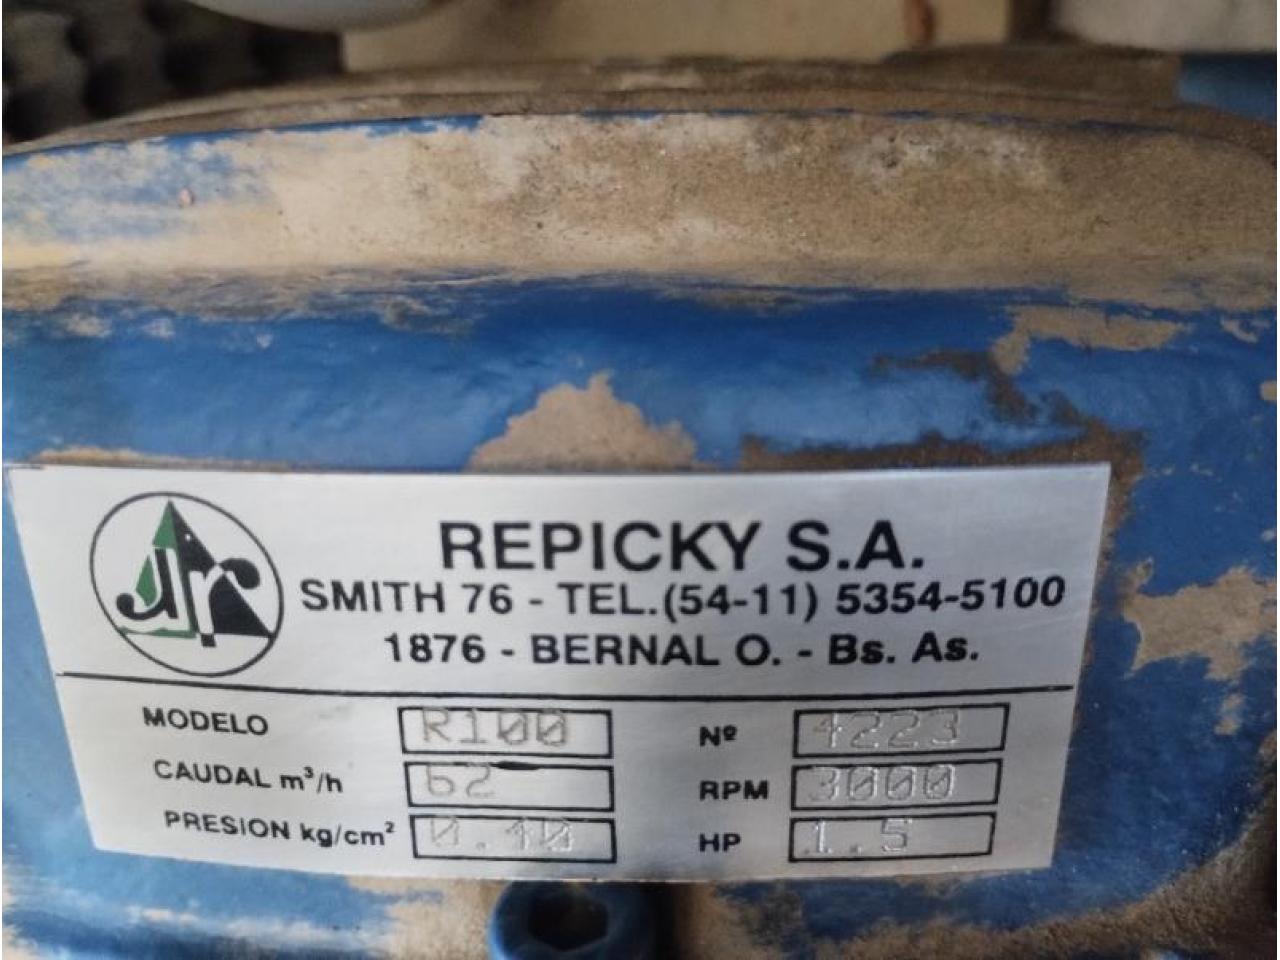 jr
REPICKY S.A.
SMITH 76 - TEL.(54-11) 5354-5100
1876 - BERNAL O. - Bs. As.
MODELO R100 Nº 4223
CAUDAL m³/h 62 RPM 3000
PRESION kg/cm² 0.10 HP 1.5